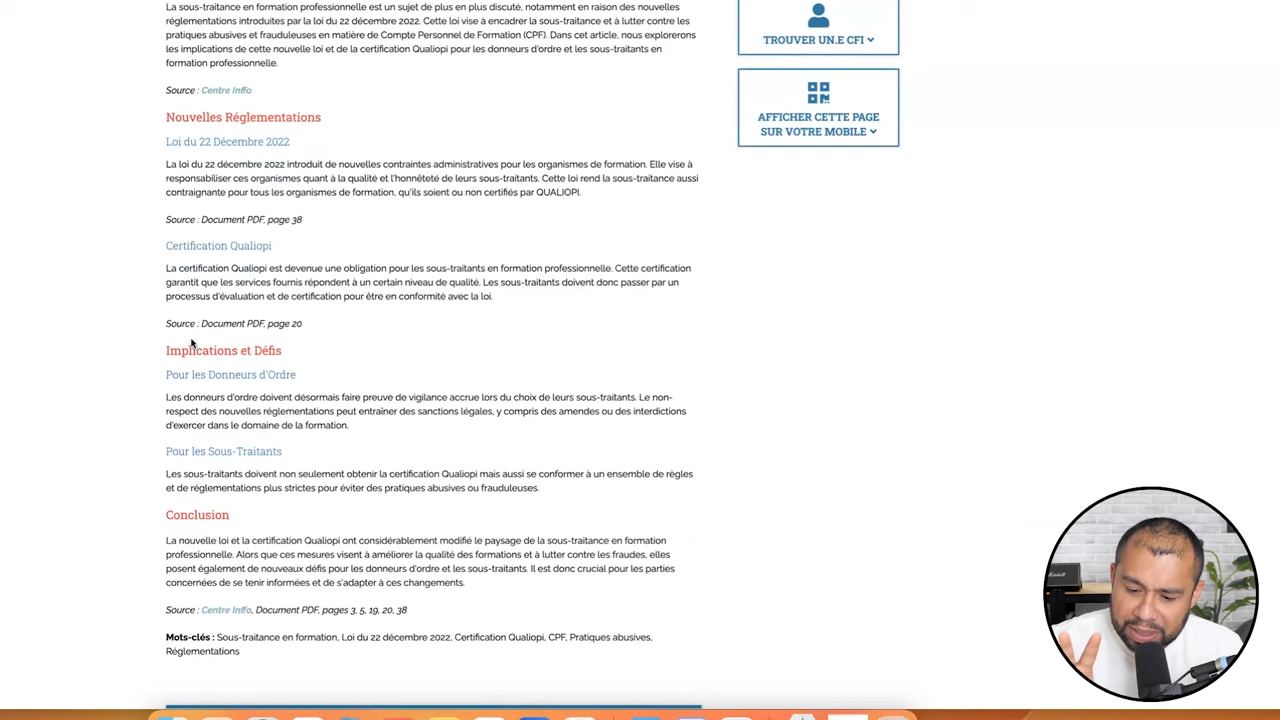 La sous-traitance en formation professionnelle est un sujet de plus en plus discuté, notamment en raison des nouvelles
réglementations introduites par la loi du 22 décembre 2022. Cette loi vise à encadrer la sous-traitance et à lutter contre les
pratiques abusives et frauduleuses en matière de Compte Personnel de Formation (CPF). Dans cet article, nous explorerons
les implications de cette nouvelle loi et de la certification Qualiopi pour les donneurs d'ordre et les sous-traitants en
formation professionnelle.
Source : Centre Inffo
Nouvelles Réglementations
Loi du 22 Décembre 2022
La loi du 22 décembre 2022 introduit de nouvelles contraintes administratives pour les organismes de formation. Elle vise à
responsabiliser ces organismes quant à la qualité et l'honnêteté de leurs sous-traitants. Cette loi rend la sous-traitance aussi
contraignante pour tous les organismes de formation, qu'ils soient ou non certifiés par QUALIOPI.
Source : Document PDF, page 38
Certification Qualiopi
La certification Qualiopi est devenue une obligation pour les sous-traitants en formation professionnelle. Cette certification
garantit que les services fournis répondent à un certain niveau de qualité. Les sous-traitants doivent donc passer par un
processus d'évaluation et de certification pour être en conformité avec la loi.
Source : Document PDF, page 20
Implications et Défis
Pour les Donneurs d'Ordre
Les donneurs d'ordre doivent désormais faire preuve de vigilance accrue lors du choix de leurs sous-traitants. Le non-
respect des nouvelles réglementations peut entraîner des sanctions légales, y compris des amendes ou des interdictions
d'exercer dans le domaine de la formation.
Pour les Sous-Traitants
Les sous-traitants doivent non seulement obtenir la certification Qualiopi mais aussi se conformer à un ensemble de règles
et de réglementations plus strictes pour éviter des pratiques abusives ou frauduleuses.
Conclusion
La nouvelle loi et la certification Qualiopi ont considérablement modifié le paysage de la sous-traitance en formation
professionnelle. Alors que ces mesures visent à améliorer la qualité des formations et à lutter contre les fraudes, elles
posent également de nouveaux défis pour les donneurs d'ordre et les sous-traitants. Il est donc crucial pour les parties
concernées de se tenir informées et de s'adapter à ces changements.
Source : Centre Inffo, Document PDF, pages 3, 5, 19, 20, 38
Mots-clés : Sous-traitance en formation, Loi du 22 décembre 2022, Certification Qualiopi, CPF, Pratiques abusives,
Réglementations
TROUVER UN.E CFI
AFFICHER CETTE PAGE
SUR VOTRE MOBILE